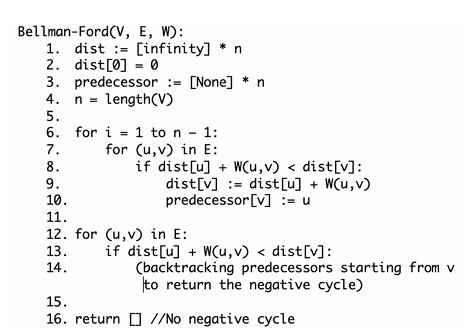 Bellman-Ford(V, E, W):
1. dist := [infinity] * n
2. dist[0] = 0
3. predecessor := [None] * n
4. n = length(V)
5.
6. for i = 1 to n - 1:
7. for (u,v) in E:
8. if dist[u] + W(u,v) < dist[v]:
9. dist[v] := dist[u] + W(u,v)
10. predecessor[v] := u
11.
12. for (u,v) in E:
13. if dist[u] + W(u,v) < dist[v]:
14. (backtracking predecessors starting from v
to return the negative cycle)
15.
16. return [] //No negative cycle